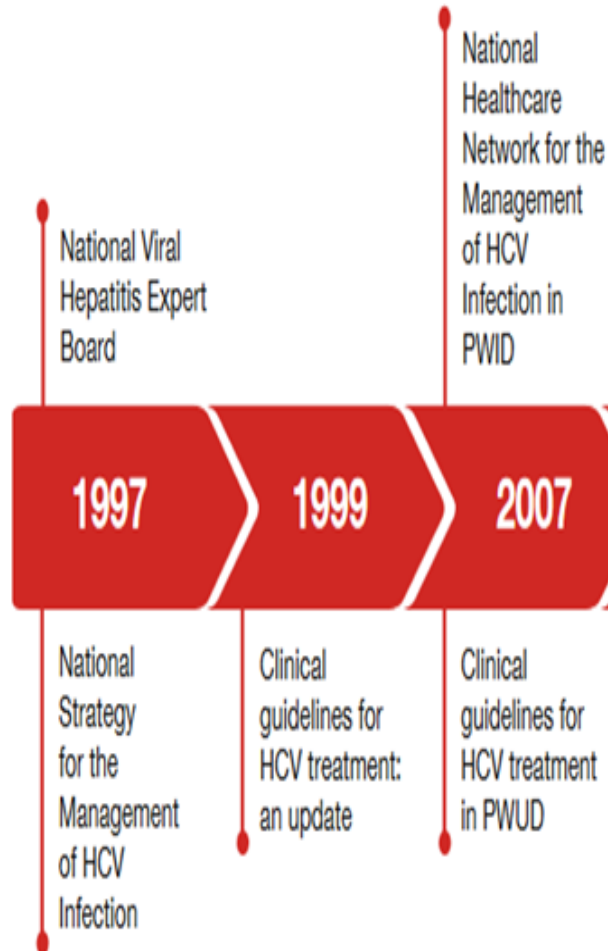 National Viral
Hepatitis Expert
Board
National
Healthcare
Network for the
Management
of HCV
Infection in
PWID
1997
1999
2007
National
Strategy
for the
Management
of HCV
Infection
Clinical
guidelines for
HCV treatment:
an update
Clinical
guidelines for
HCV treatment
in PWUD